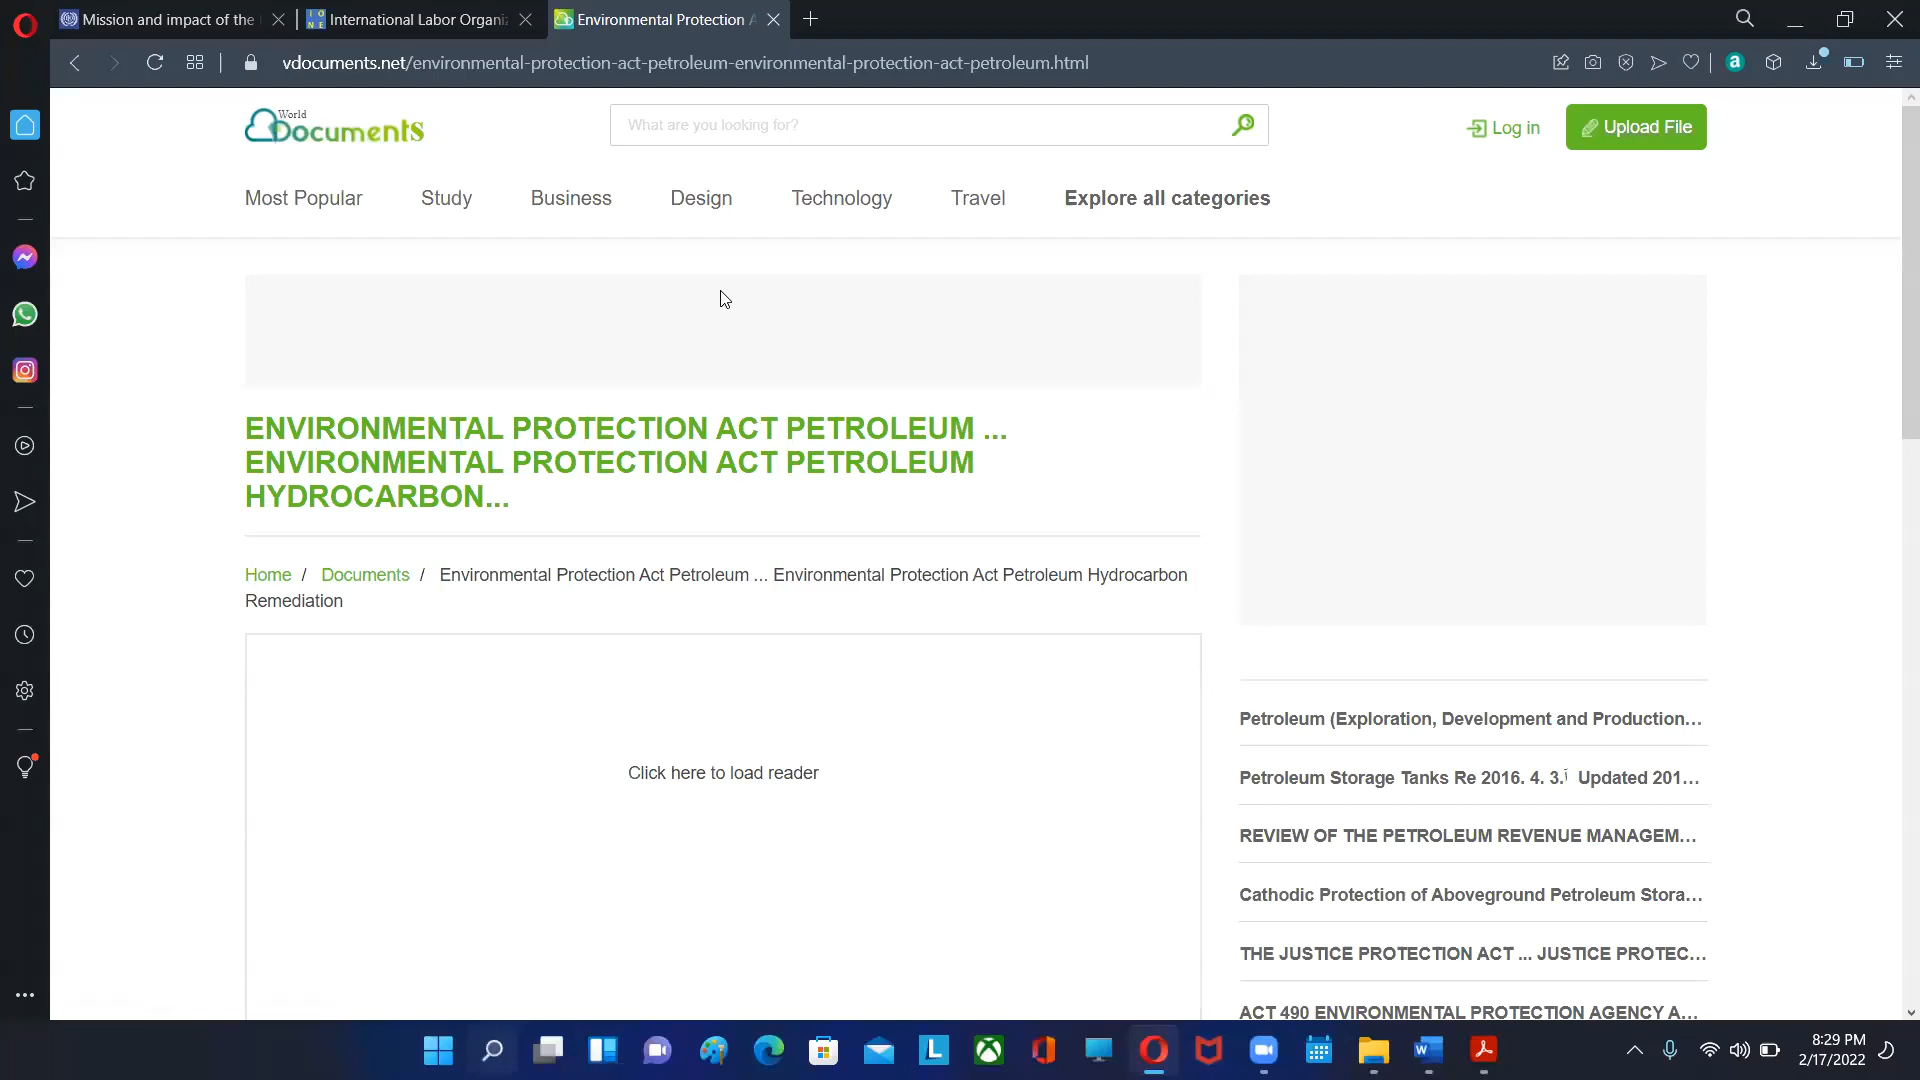 Mission and impact of the
International Labor Organiz
Environmental Protection A
vdocuments.net/environmental-protection-act-petroleum-environmental-protection-act-petroleum.html
World
Documents
What are you looking for?
Log in
Upload File
Most Popular
Study
Business
Design
Technology
Travel
Explore all categories
ENVIRONMENTAL PROTECTION ACT PETROLEUM ...
ENVIRONMENTAL PROTECTION ACT PETROLEUM
HYDROCARBON...
Home / Documents / Environmental Protection Act Petroleum ... Environmental Protection Act Petroleum Hydrocarbon
Remediation
Click here to load reader
Petroleum (Exploration, Development and Production...
Petroleum Storage Tanks Re 2016. 4. 3. Updated 201...
REVIEW OF THE PETROLEUM REVENUE MANAGEM...
Cathodic Protection of Aboveground Petroleum Stora...
THE JUSTICE PROTECTION ACT ... JUSTICE PROTEC...
ACT 490 ENVIRONMENTAL PROTECTION AGENCY A...
8:29 PM
2/17/2022